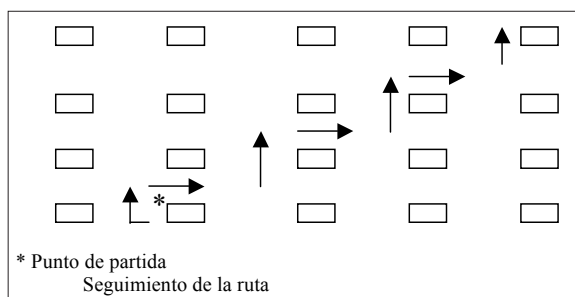 *
* Punto de partida
Seguimiento de la ruta